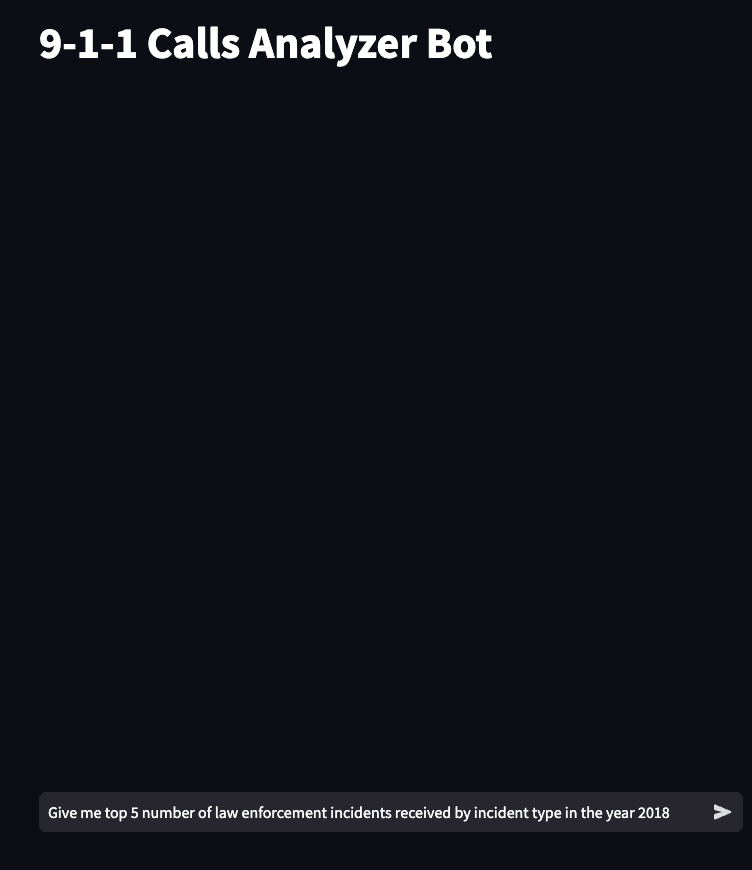 9-1-1 Calls Analyzer Bot
Give me top 5 number of law enforcement incidents received by incident type in the year 2018